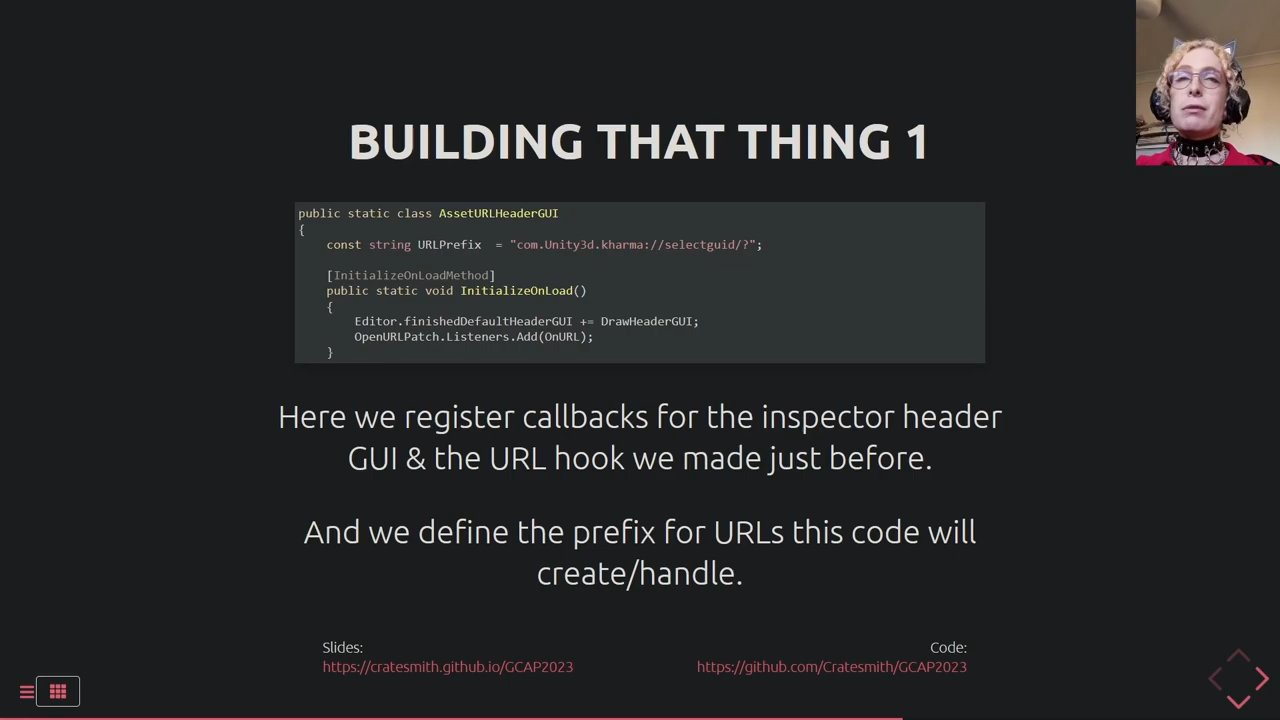 BUILDING THAT THING 1
public static class AssetURLHeaderGUI
{
const string URLPrefix = "com.Unity3d.kharma://selectguid/?";
[InitializeOnLoadMethod]
public static void InitializeOnLoad()
{
Editor.finishedDefaultHeaderGUI += DrawHeaderGUI;
OpenURLPatch.Listeners.Add(OnURL);
}
Here we register callbacks for the inspector header
GUI & the URL hook we made just before.
And we define the prefix for URLs this code will
create/handle.
Slides:
https://cratesmith.github.io/GCAP2023
Code:
https://github.com/Cratesmith/GCAP2023